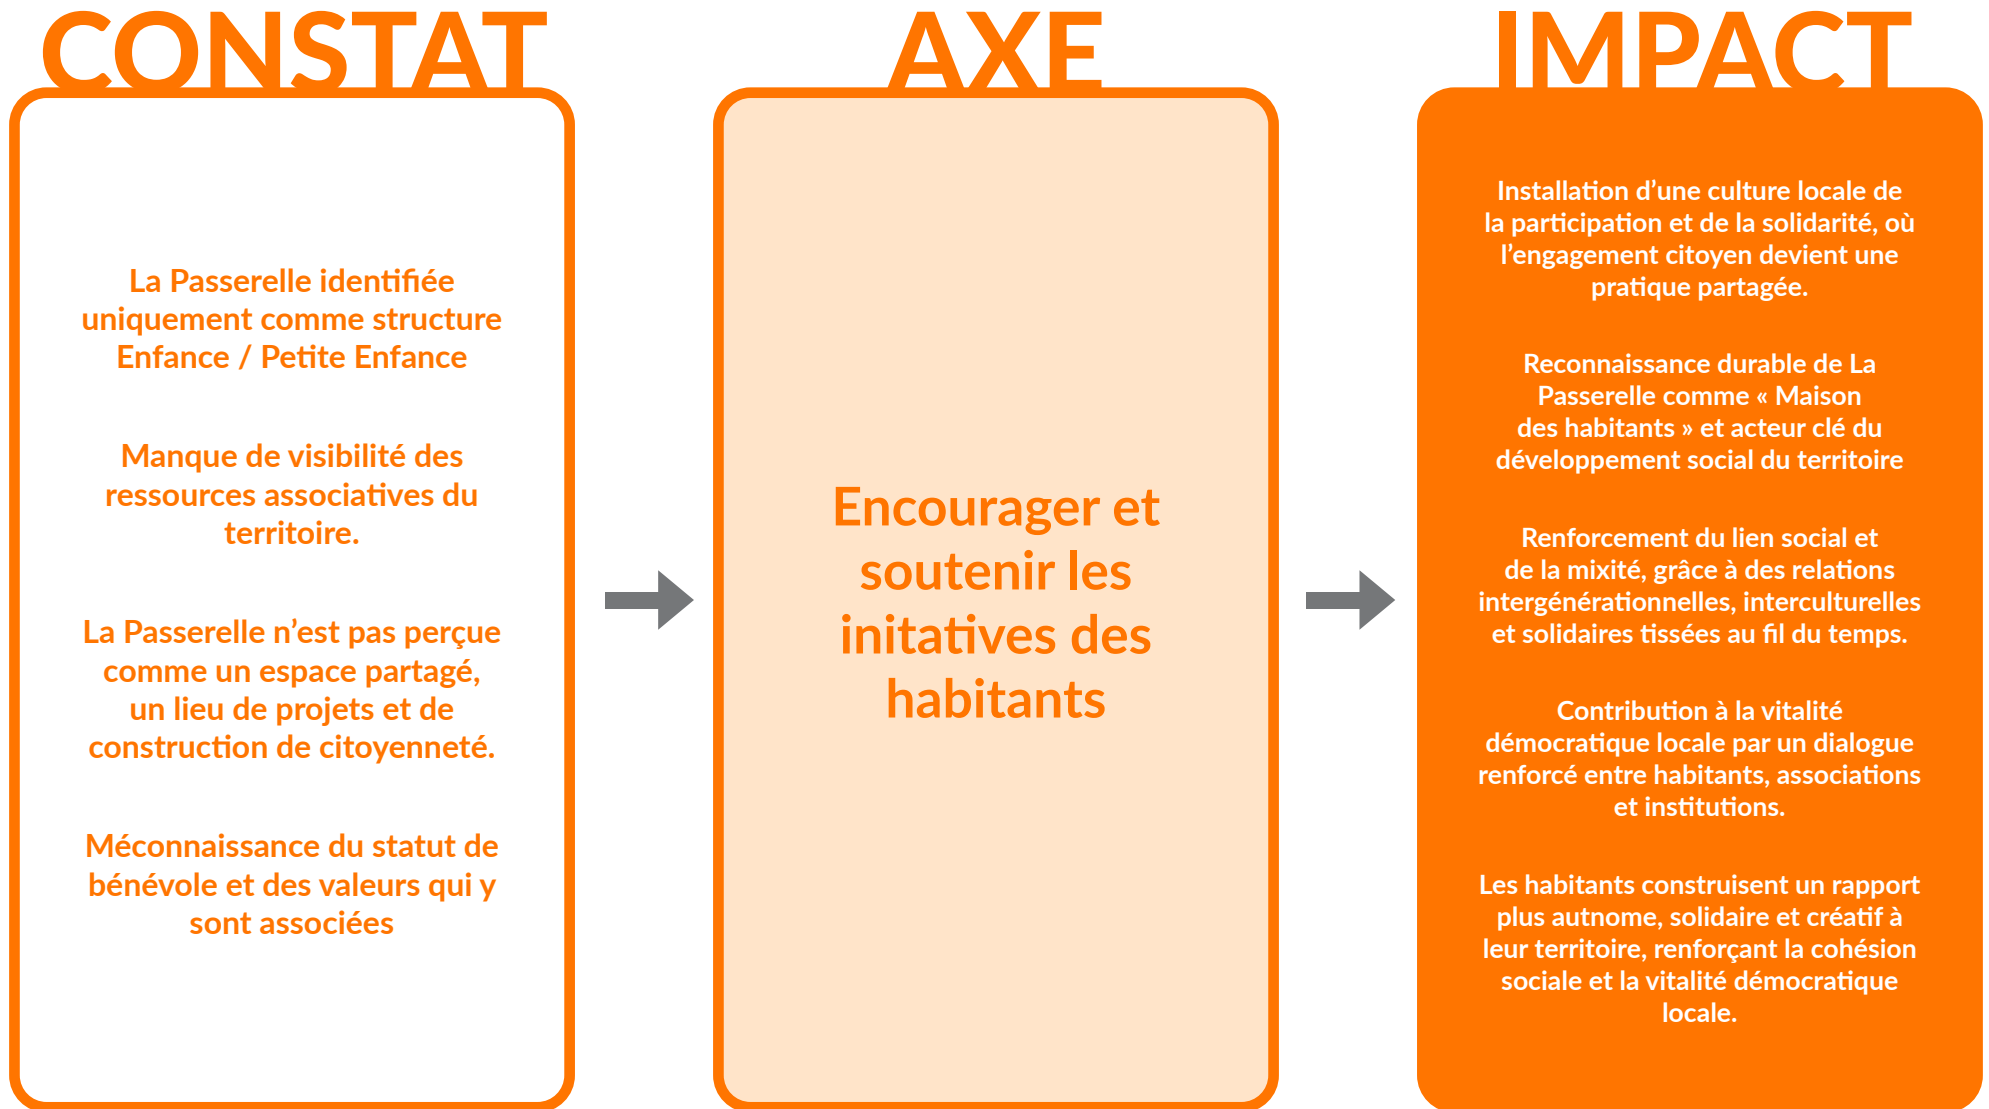 CONSTAT
La Passerelle identifiée
uniquement comme structure
Enfance / Petite Enfance
Manque de visibilité des
ressources associatives du
territoire.
La Passerelle n’est pas perçue
comme un espace partagé,
un lieu de projets et de
construction de citoyenneté.
Méconnaissance du statut de
bénévole et des valeurs qui y
sont associées
AXE
Encourager et
soutenir les
initatives des
habitants
IMPACT
Installation d’une culture locale de
la participation et de la solidarité, où
l’engagement citoyen devient une
pratique partagée.
Reconnaissance durable de La
Passerelle comme « Maison
des habitants » et acteur clé du
développement social du territoire
Renforcement du lien social et
de la mixité, grâce à des relations
intergénérationnelles, interculturelles
et solidaires tissées au fil du temps.
Contribution à la vitalité
démocratique locale par un dialogue
renforcé entre habitants, associations
et institutions.
Les habitants construisent un rapport
plus autnome, solidaire et créatif à
leur territoire, renforçant la cohésion
sociale et la vitalité démocratique
locale.